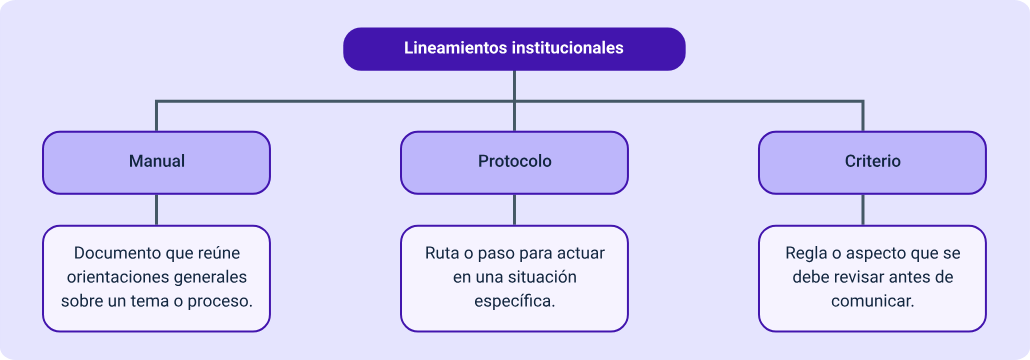 Lineamientos institucionales
Manual
Protocolo
Criterio
Documento que reúne
orientaciones generales
sobre un tema o proceso.
Ruta o paso para actuar
en una situación
específica.
Regla o aspecto que se
debe revisar antes de
comunicar.